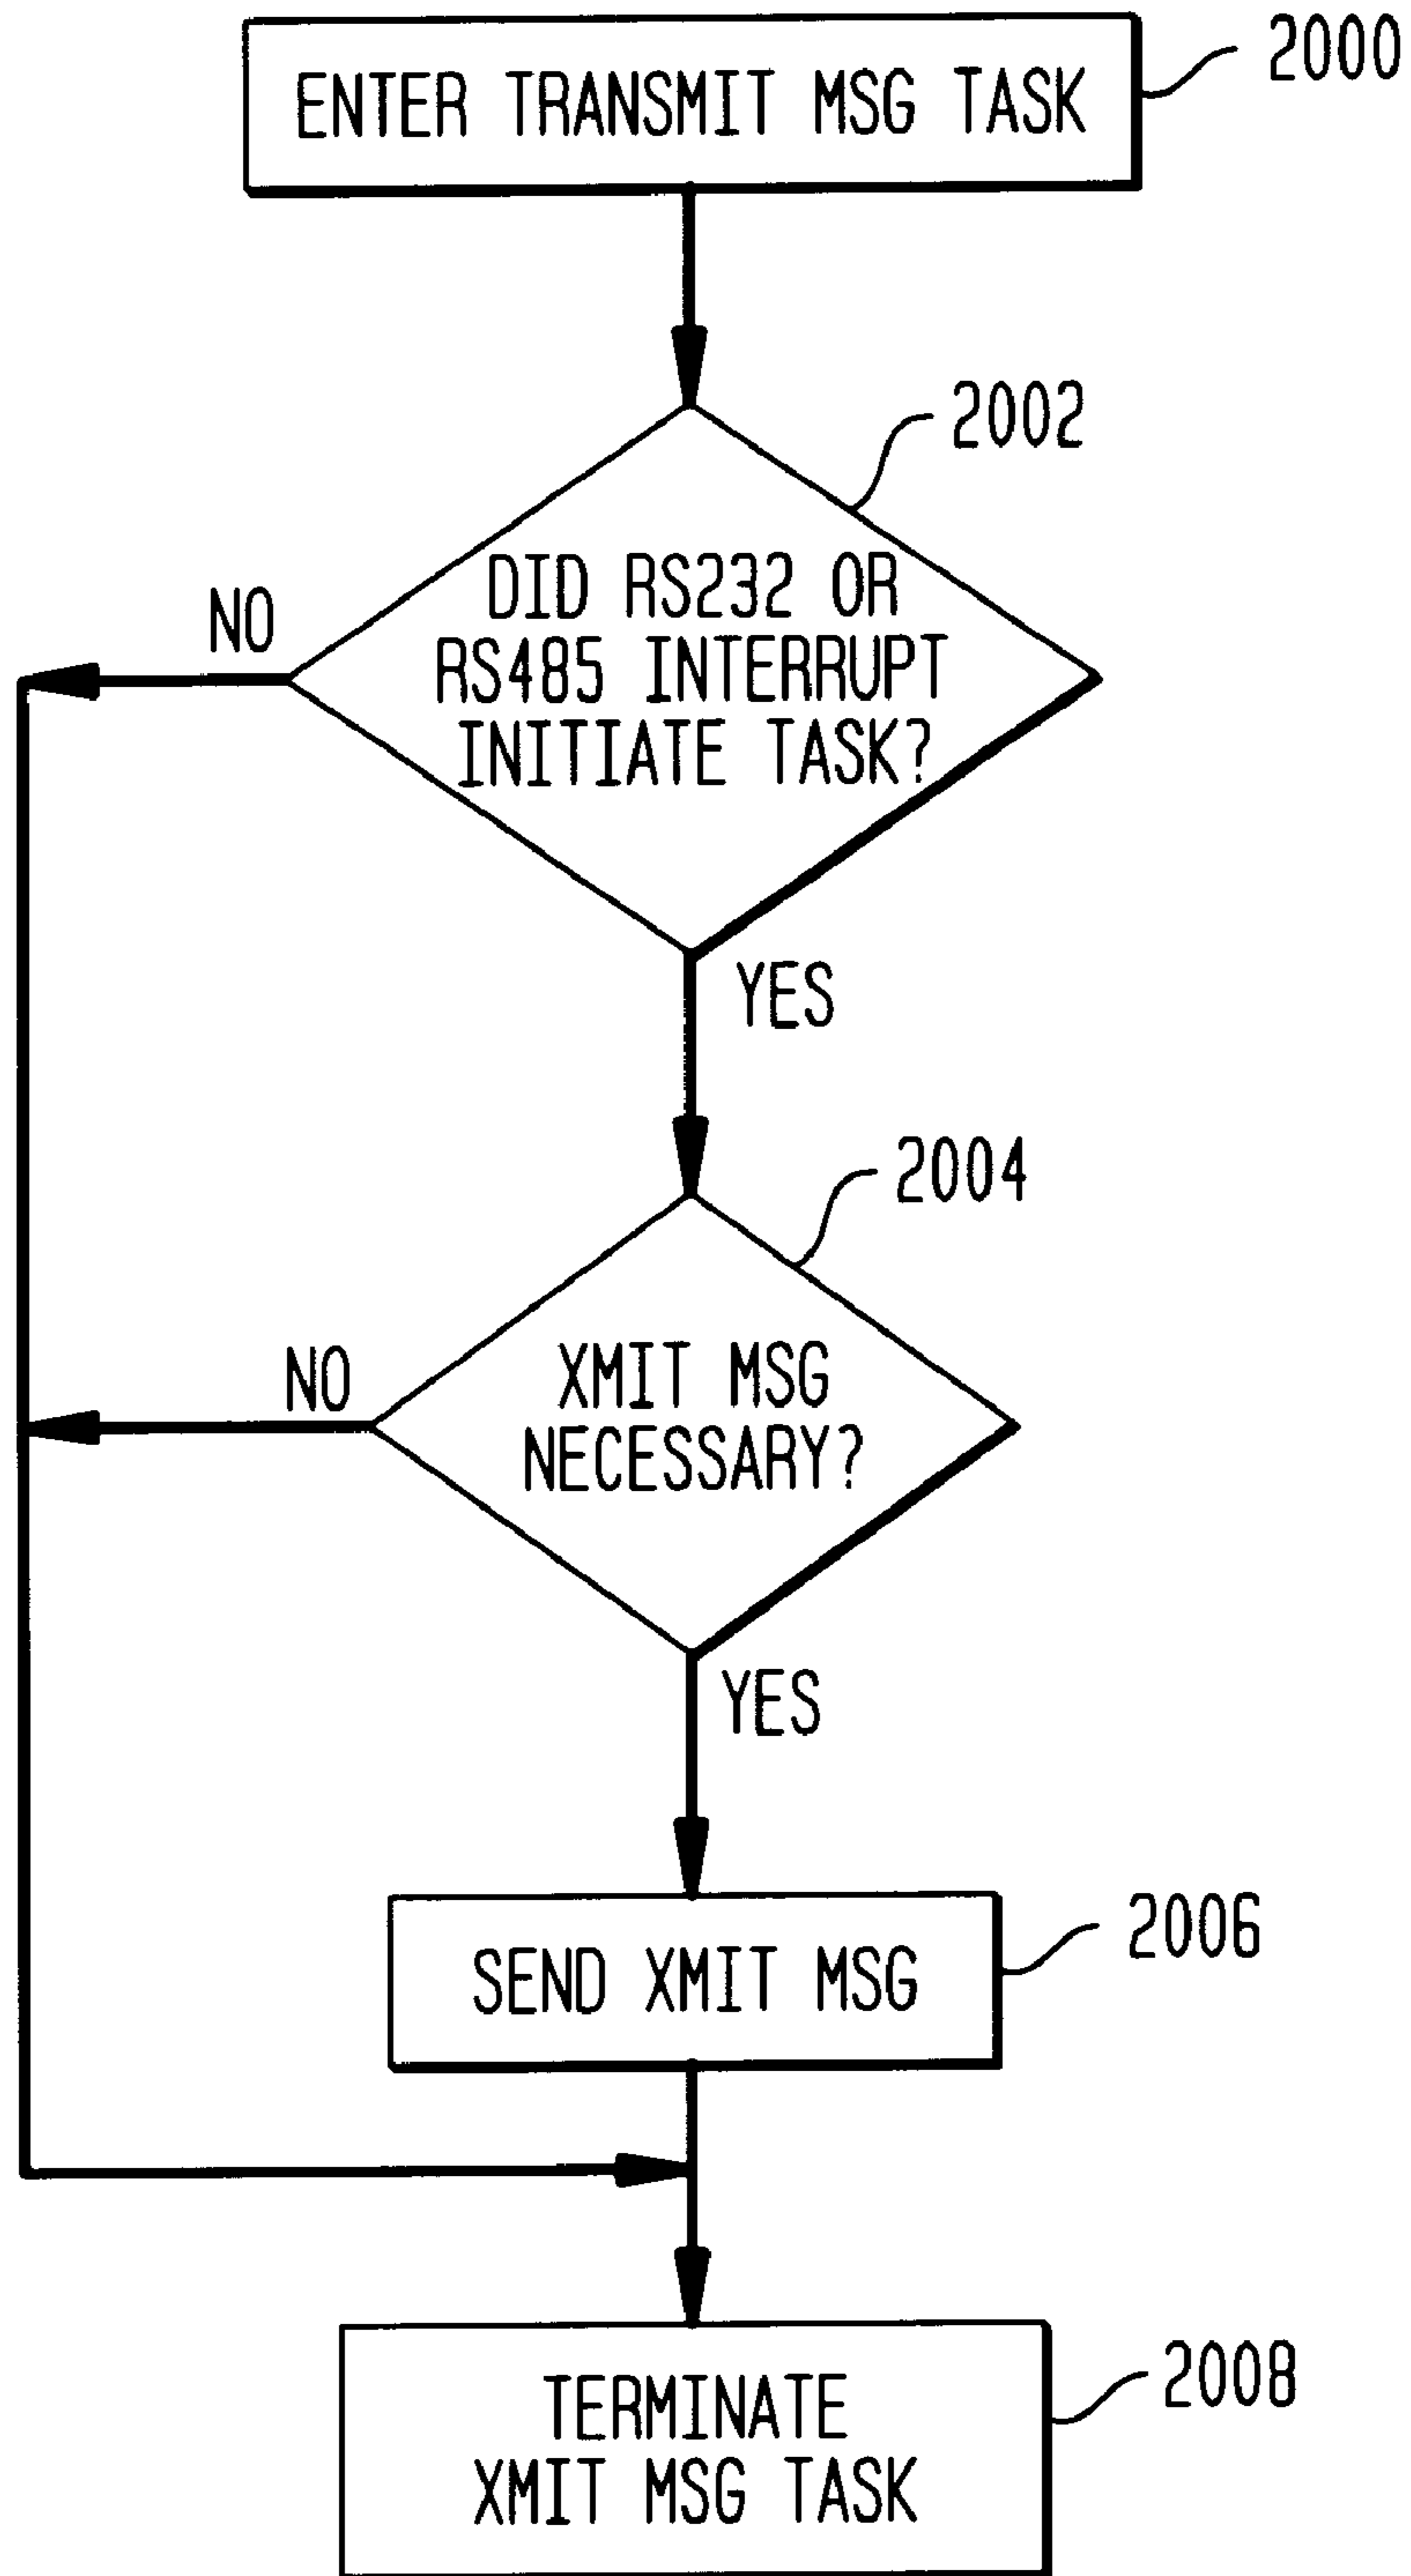 ENTER TRANSMIT MSG TASK
2000
2002
DID RS232 OR
RS485 INTERRUPT
INITIATE TASK?
NO
YES
2004
XMIT MSG
NECESSARY?
NO
YES
SEND XMIT MSG
2006
TERMINATE
XMIT MSG TASK
2008